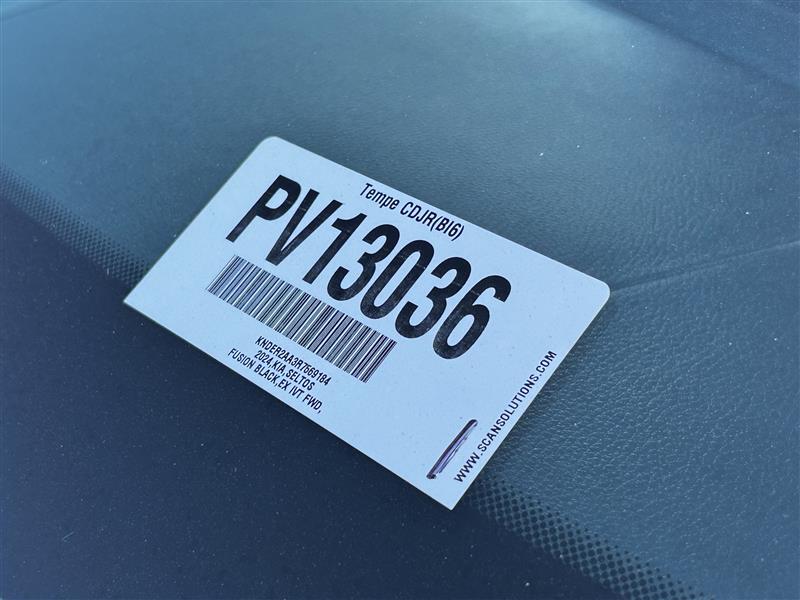 Tempe CDJR(BI6)
PV13036
KNDER2AA3R7569184
2024,KIA,SELTOS
FUSION BLACK,EX IVT FWD,
WWW.SCANSOLUTIONS.COM